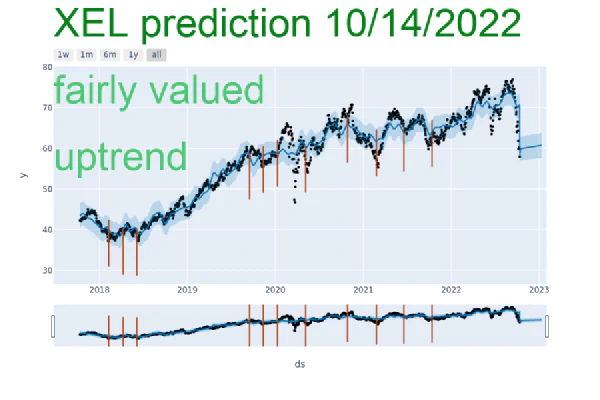 XEL prediction 10/14/2022
1w 1m 6m 1y all
80
fairly valued
70
uptrend
60
y
50
40
30
2018 2019 2020 2021 2022 2023
ds